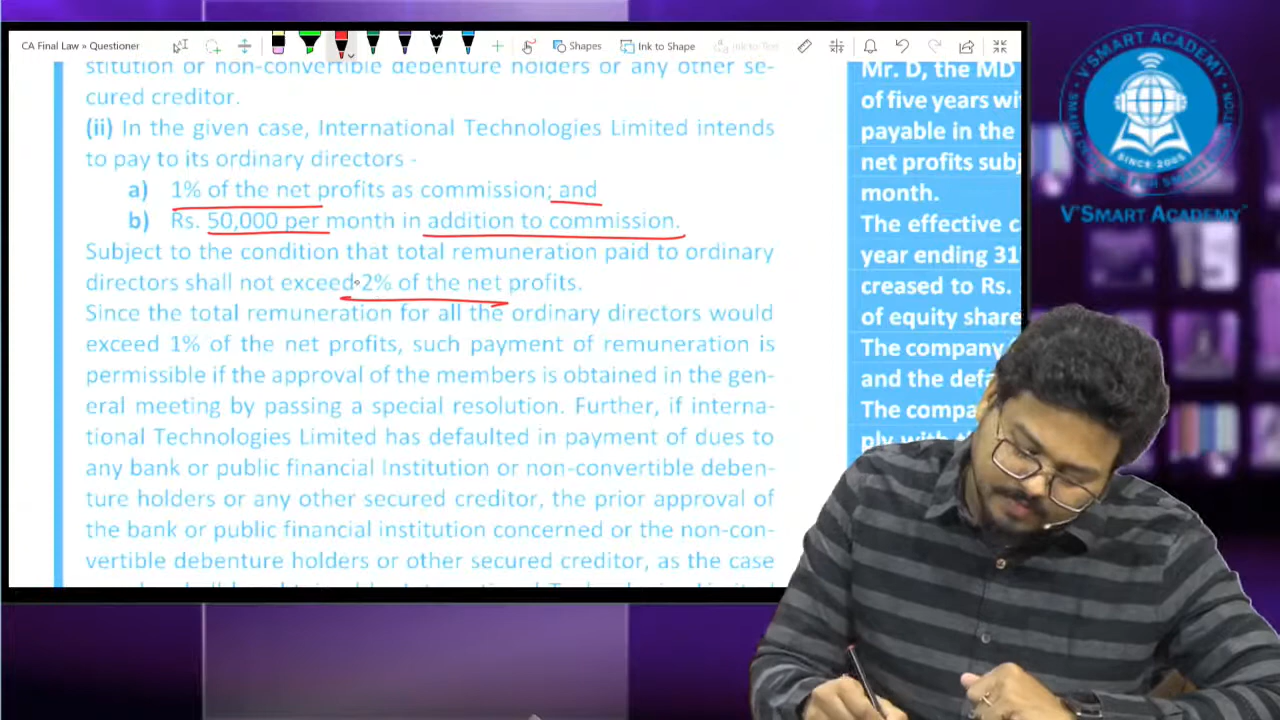 CA Final Law » Questioner
Shapes
Ink to Shape
Ink to Text
stitution or non-convertible debenture holders or any other se-
cured creditor.
(ii) In the given case, International Technologies Limited intends
to pay to its ordinary directors -
a) 1% of the net profits as commission; and
b) Rs. 50,000 per month in addition to commission.
Subject to the condition that total remuneration paid to ordinary
directors shall not exceed 2% of the net profits.
Since the total remuneration for all the ordinary directors would
exceed 1% of the net profits, such payment of remuneration is
permissible if the approval of the members is obtained in the gen-
eral meeting by passing a special resolution. Further, if interna-
tional Technologies Limited has defaulted in payment of dues to
any bank or public financial Institution or non-convertible deben-
ture holders or any other secured creditor, the prior approval of
the bank or public financial institution concerned or the non-con-
vertible debenture holders or other secured creditor, as the case
Mr. D, the MD
of five years wi
payable in the
net profits subj
month.
The effective c
year ending 31
creased to Rs.
of equity share
The company
and the defa
The compa
ply with th
V'SMART ACADEMY
SINCE-2005
V'SMART ACADEMY